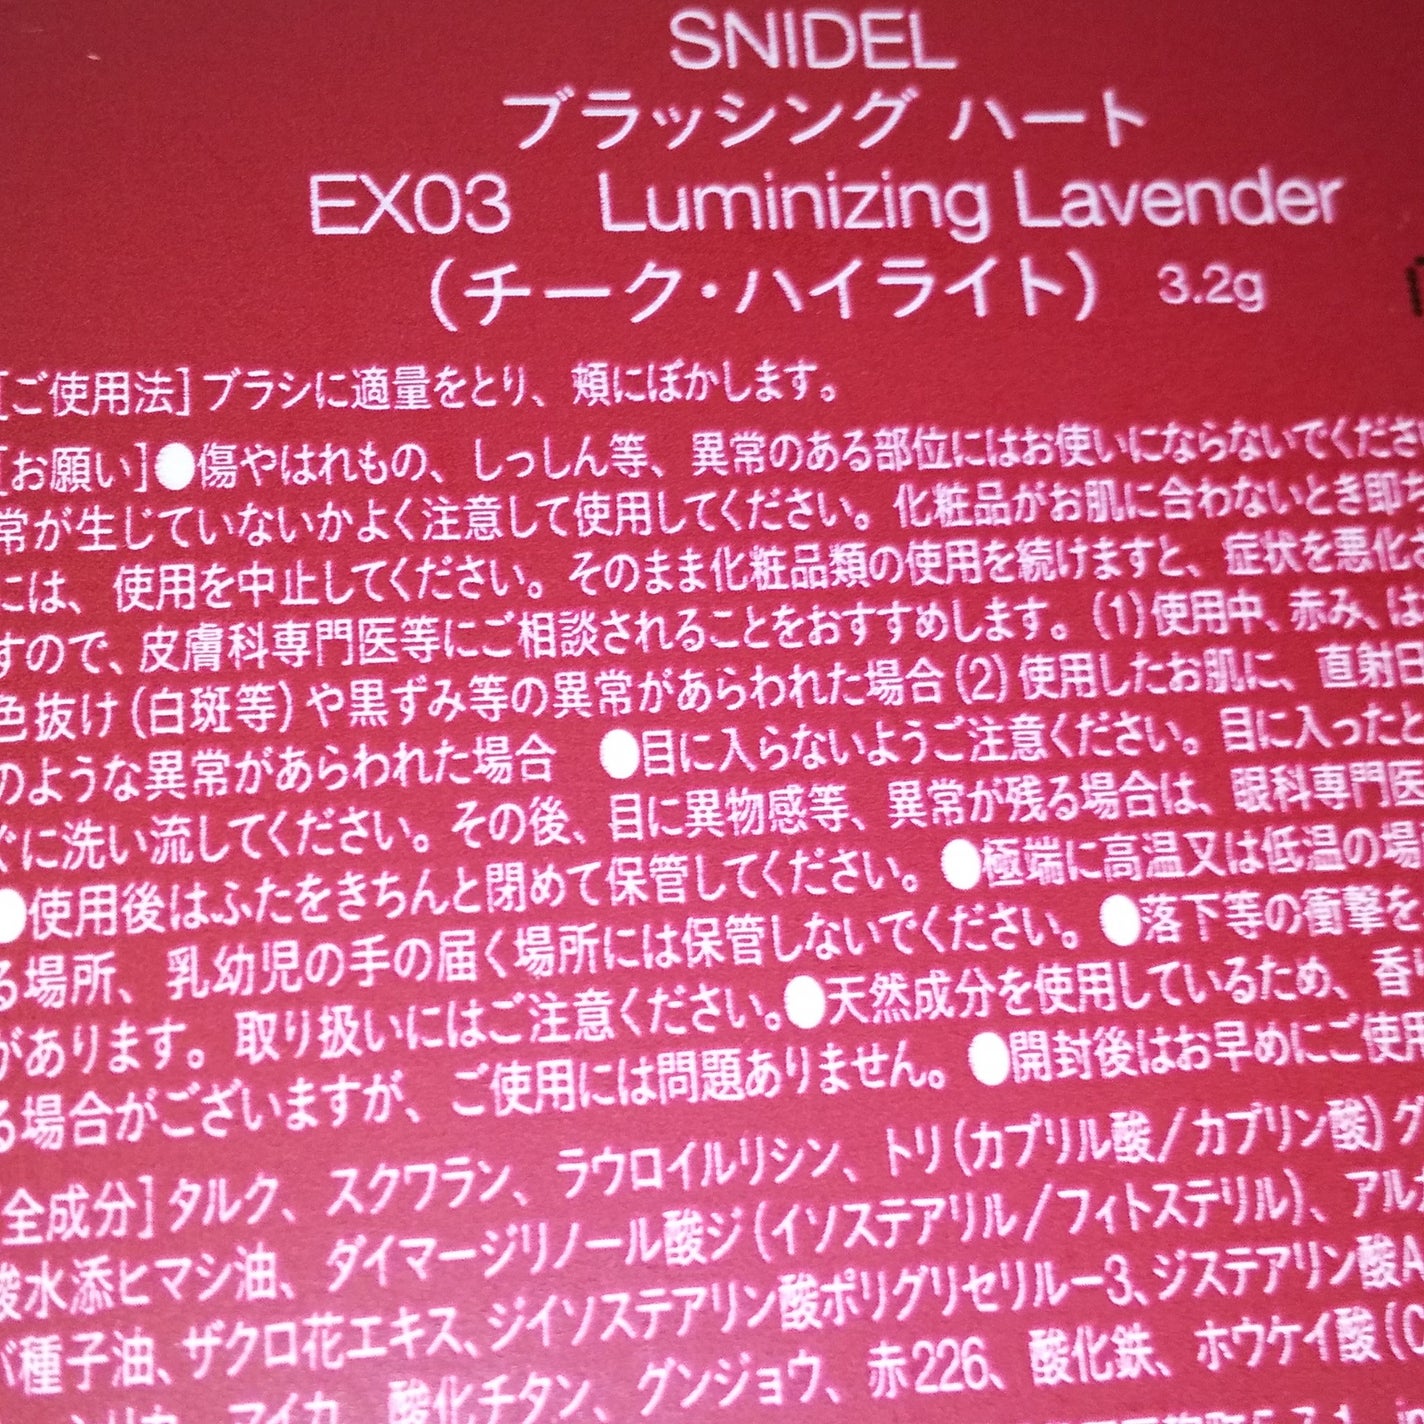 SNIDEL
ブラッシング ハート
EX03 Luminizing Lavender
(チーク・ハイライト) 3.2g
[ご使用法]ブラシに適量をとり、頬にぼかします。
[お願い]●傷やはれもの、しっしん等、異常のある部位にはお使いにならないでくださ
常が生じていないかよく注意して使用してください。化粧品がお肌に合わないとき即ち
には、使用を中止してください。そのまま化粧品類の使用を続けますと、症状を悪化
すので、皮膚科専門医等にご相談されることをおすすめします。(1)使用中、赤み、は
色抜け(白斑等)や黒ずみ等の異常があらわれた場合(2)使用したお肌に、直射日
のような異常があらわれた場合 ●目に入らないようご注意ください。目に入ったと
ぐに洗い流してください。その後、目に異物感等、異常が残る場合は、眼科専門医
●使用後はふたをきちんと閉めて保管してください。●極端に高温又は低温の場
る場所、乳幼児の手の届く場所には保管しないでください。●落下等の衝撃を
があります。取り扱いにはご注意ください。●天然成分を使用しているため、香
る場合がございますが、ご使用には問題ありません。●開封後はお早めにご使用
[全成分]タルク、スクワラン、ラウロイルリシン、トリ(カプリル酸/カプリン酸)グ
酸水添ヒマシ油、ダイマージリノール酸ジ(イソステアリル/フィトステリル)、アル
種子油、ザクロ花エキス、ジイソステアリン酸ポリグリセリル-3、ジステアリン酸A
マイカ、酸化チタン、グンジョウ、赤226、酸化鉄、ホウケイ酸(C